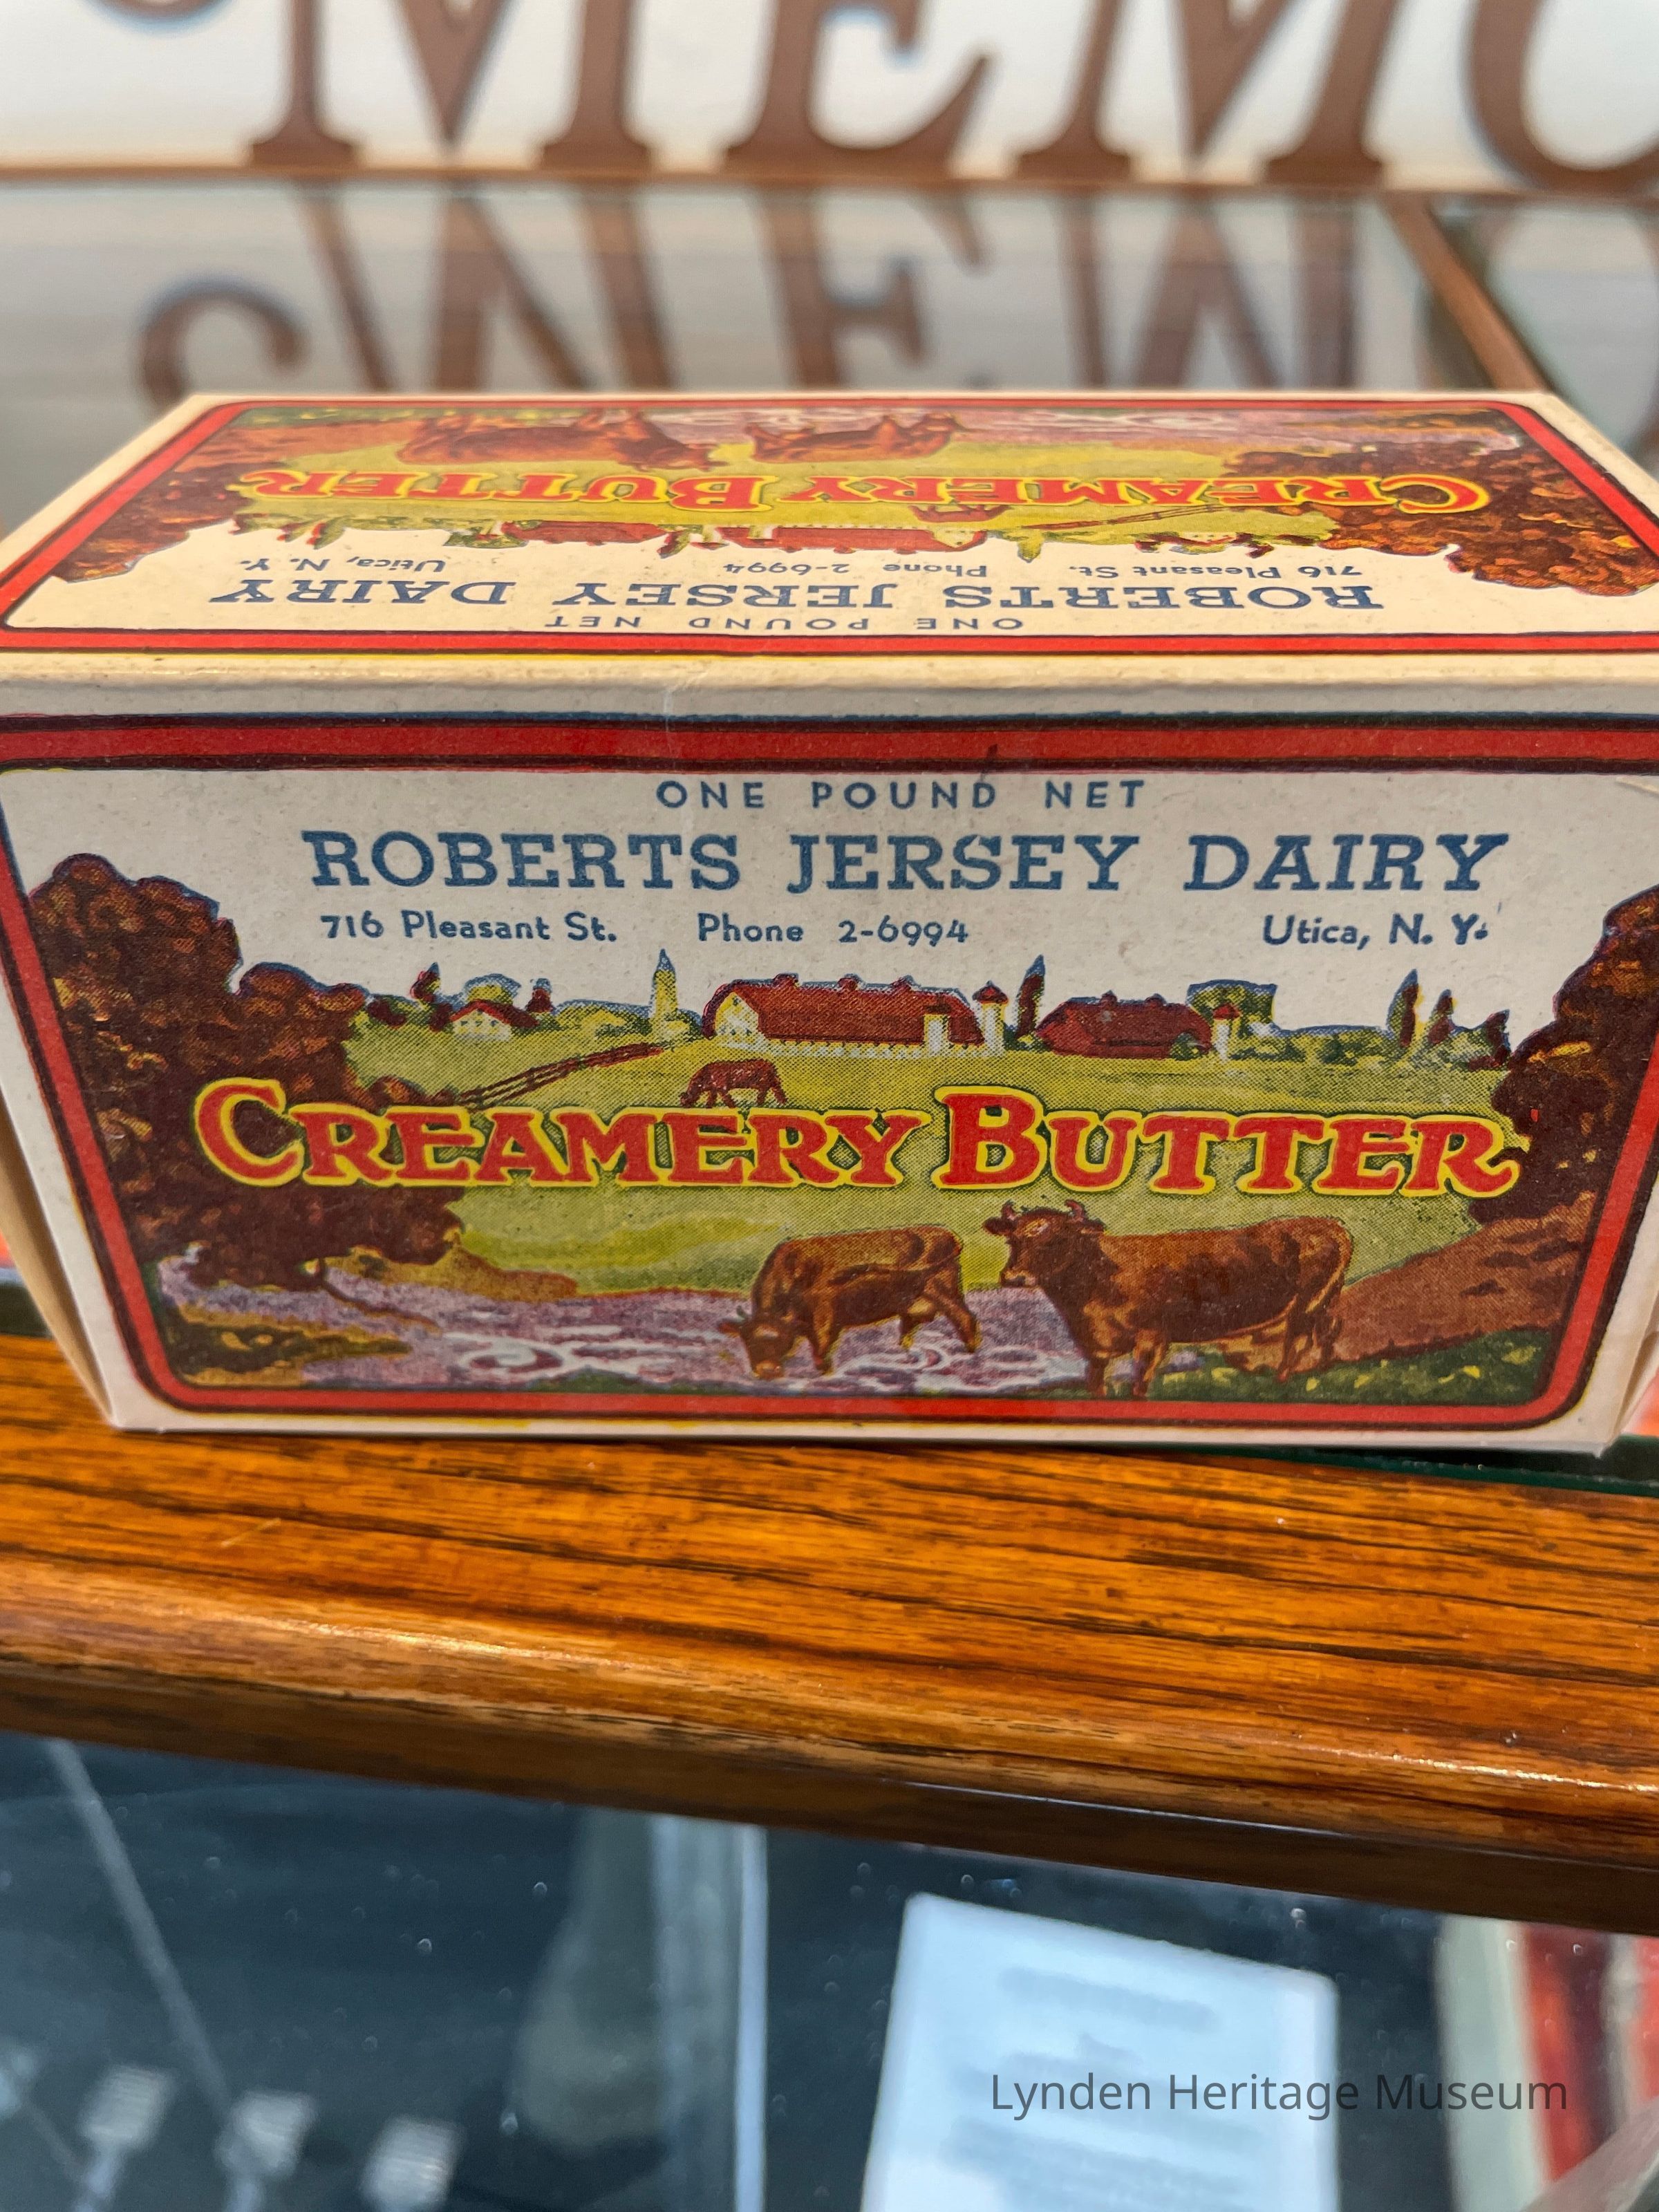 MEMO
CREAMERY BUTTER
716 Pleasant St. Phone 2-6994 Utica, N. Y.
ROBERTS JERSEY DAIRY
ONE POUND NET
ONE POUND NET
ROBERTS JERSEY DAIRY
716 Pleasant St. Phone 2-6994 Utica, N. Y.
CREAMERY BUTTER
Lynden Heritage Museum